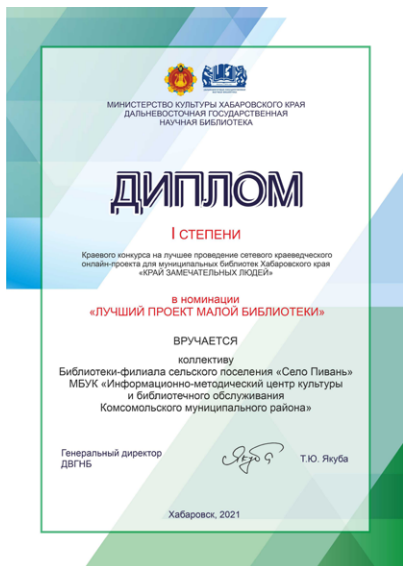 МИНИСТЕРСТВО КУЛЬТУРЫ ХАБАРОВСКОГО КРАЯ
ДАЛЬНЕВОСТОЧНАЯ ГОСУДАРСТВЕННАЯ
НАУЧНАЯ БИБЛИОТЕКА
ДИПЛОМ
I СТЕПЕНИ
Краевого конкурса на лучшее проведение сетевого краеведческого
онлайн-проекта для муниципальных библиотек Хабаровского края
«КРАЙ ЗАМЕЧАТЕЛЬНЫХ ЛЮДЕЙ»
в номинации
«ЛУЧШИЙ ПРОЕКТ МАЛОЙ БИБЛИОТЕКИ»
ВРУЧАЕТСЯ
коллективу
Библиотеки-филиала сельского поселения «Село Пивань»
МБУК «Информационно-методический центр культуры
и библиотечного обслуживания
Комсомольского муниципального района»
Генеральный директор
ДВГНБ
Т.Ю. Якуба
Хабаровск, 2021